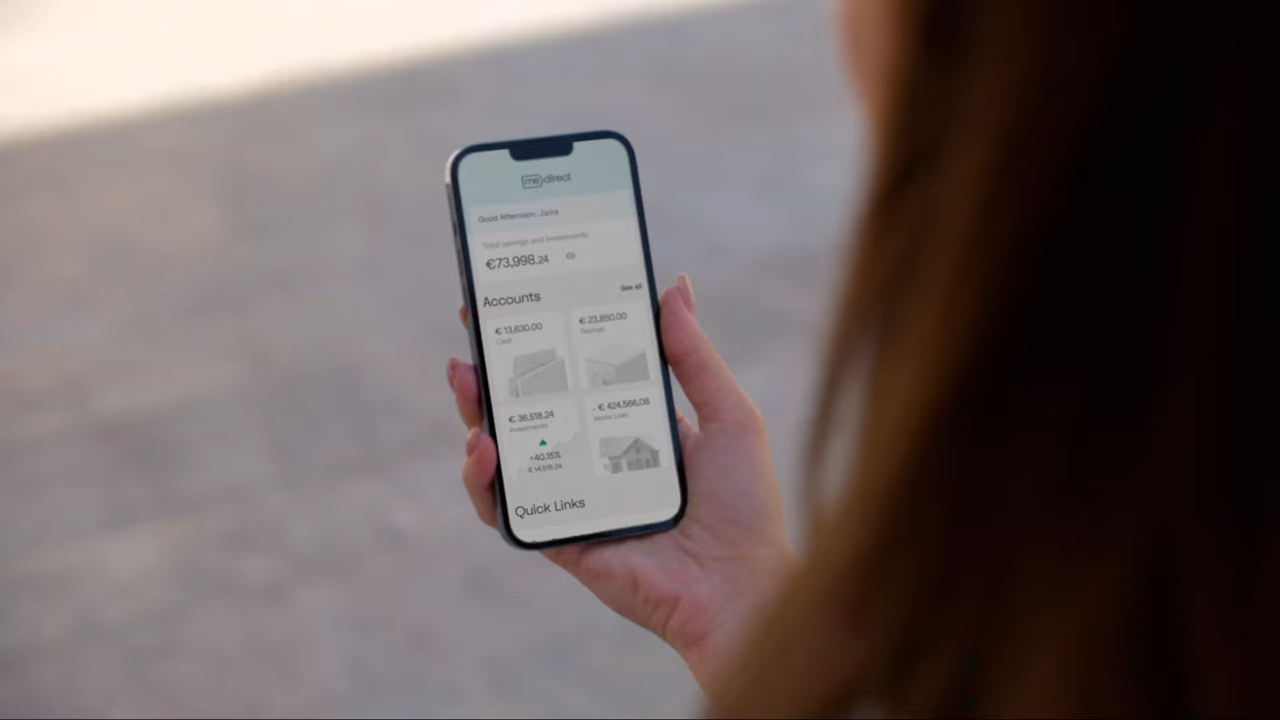 me direct
Good Afternoon, Jama
Total savings and investments
€73,998.24
Accounts
See all
€ 13,630.00
Cash
€ 23,850.00
Savings
€ 36,518.24
Investments
+40,15%
€ 14,516.24
- € 424,566.08
Home Loan
Quick Links